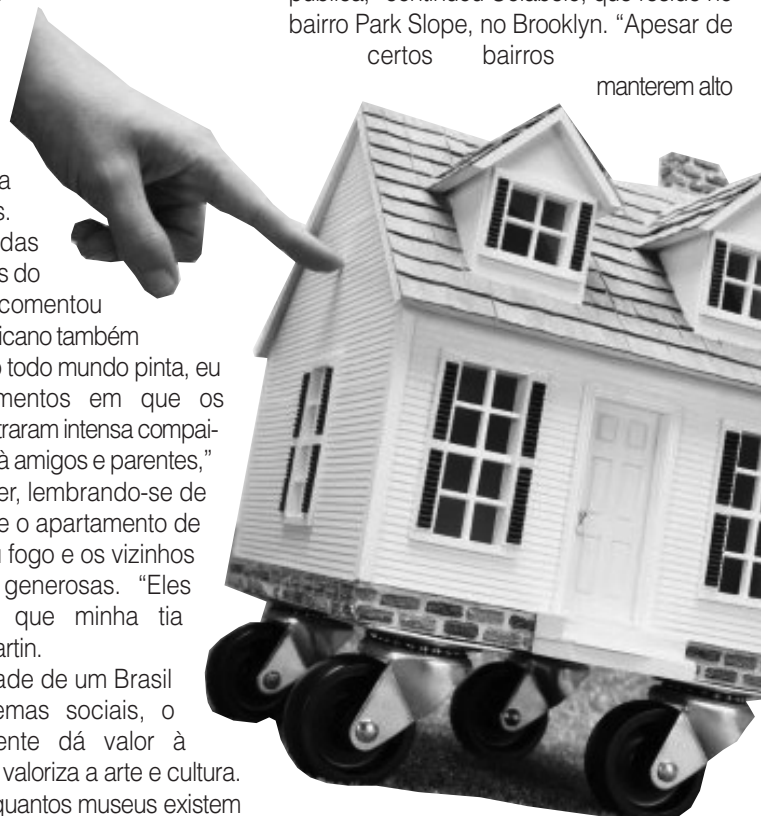 a
s.
das
s do
comentou
icano também
o todo mundo pinta, eu
mentos em que os
traram intensa compai-
à amigos e parentes,”
er, lembrando-se de
e o apartamento de
u fogo e os vizinhos
generosas. “Eles
que minha tia
artin.
ade de um Brasil
emas sociais, o
ente dá valor à
valoriza a arte e cultura.
quantos museus existem
pública,” continuou que reside no
bairro Park Slope, no Brooklyn. “Apesar de
certos bairros
manterem alto